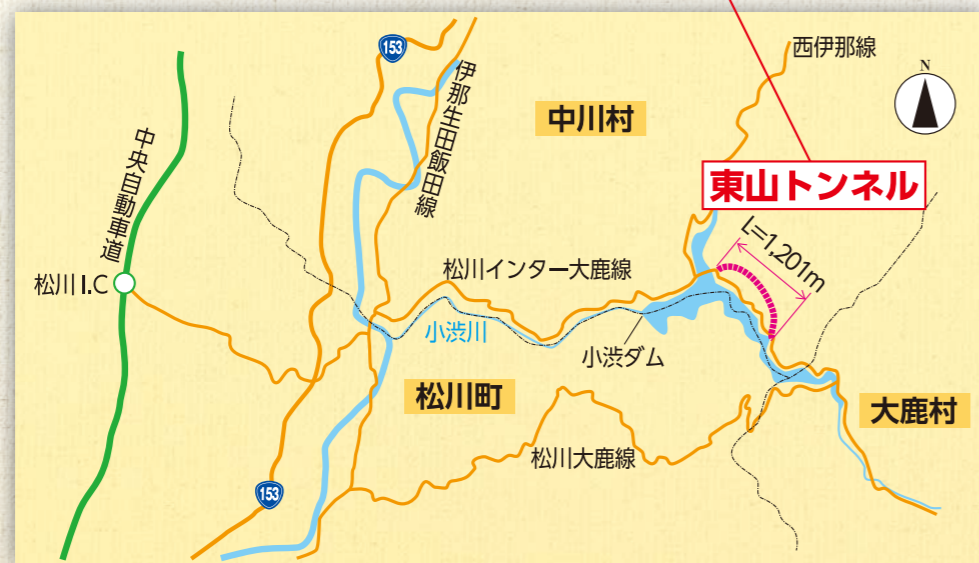 153
西伊那線
N
伊那生田飯田線
中川村
中央自動車道
東山トンネル
L=1,201m
松川I.C
松川インター大鹿線
小渋川
小渋ダム
松川町
大鹿村
松川大鹿線
153